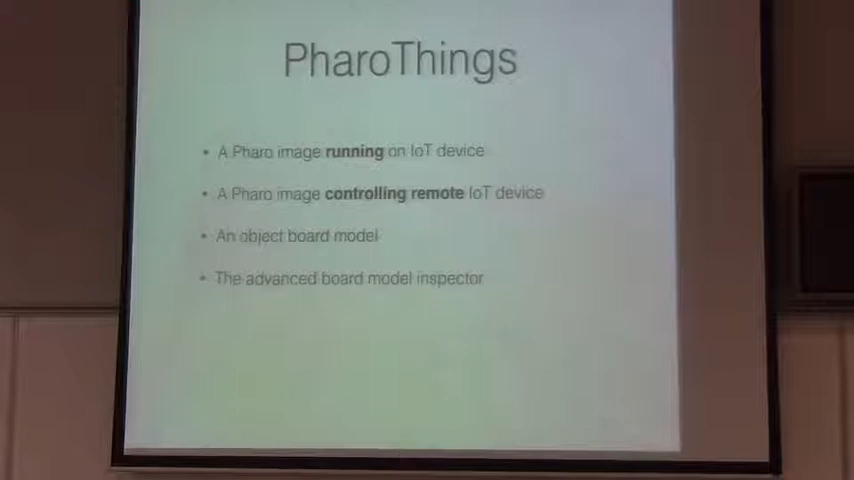 PharoThings
• A Pharo image running on IoT device
• A Pharo image controlling remote IoT device
• An object board model
• The advanced board model inspector